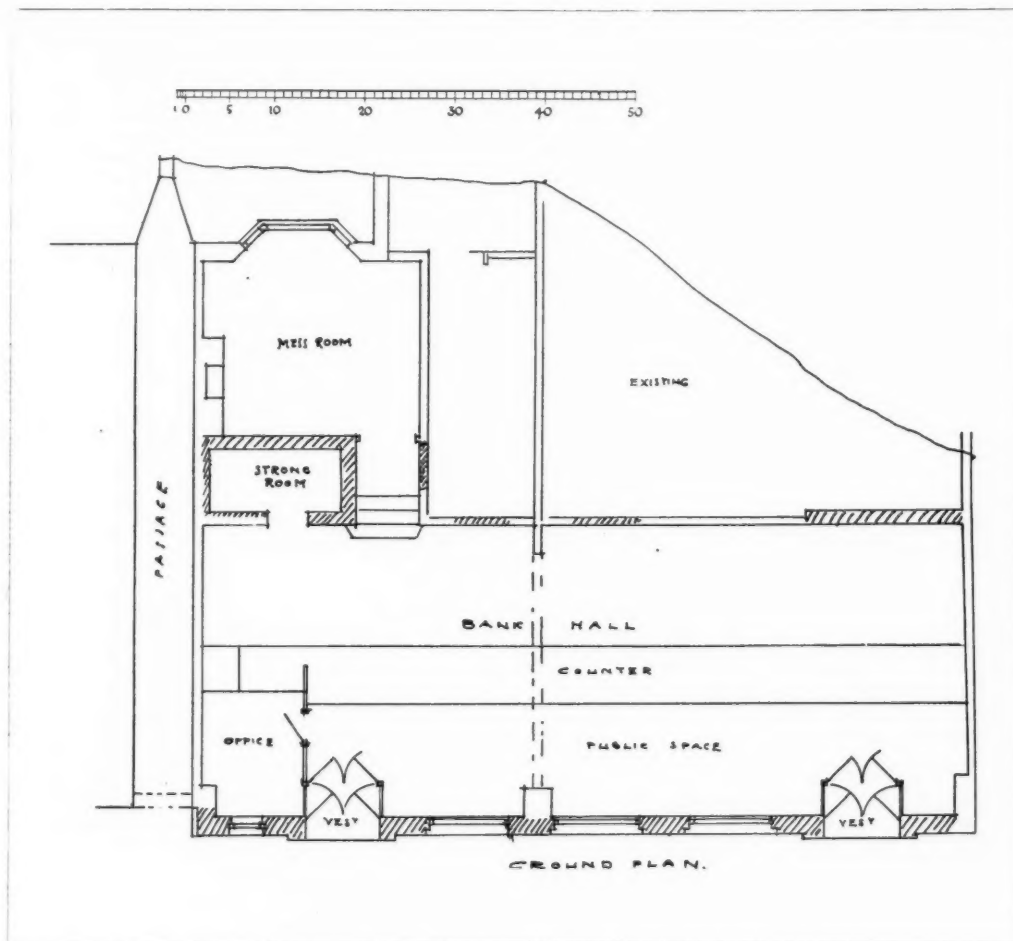 10 5 10 20 30 40 50
MESS ROOM
EXISTING
STRONG
ROOM
PASSAGE
BANK HALL
COUNTER
OFFICE
PUBLIC SPACE
VEST
VEST
GROUND PLAN.